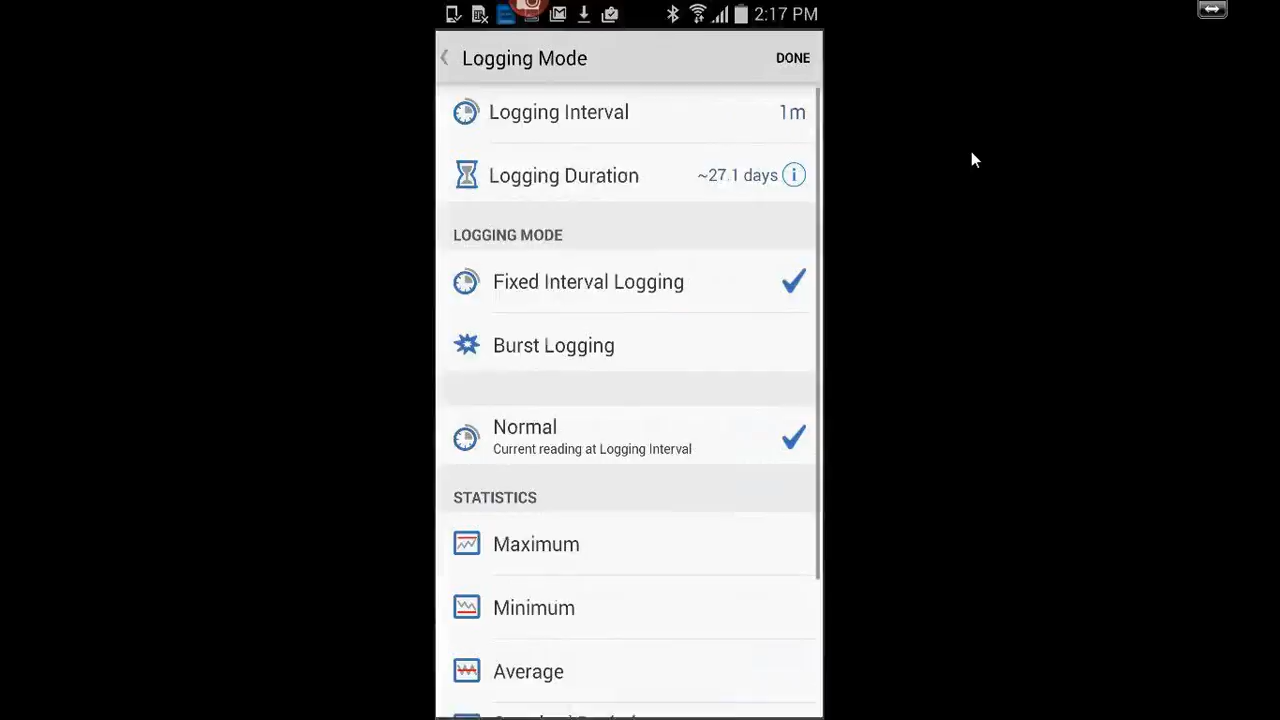 2:17 PM
Logging Mode DONE
Logging Interval 1m
Logging Duration ~27.1 days
LOGGING MODE
Fixed Interval Logging
Burst Logging
Normal
Current reading at Logging Interval
STATISTICS
Maximum
Minimum
Average